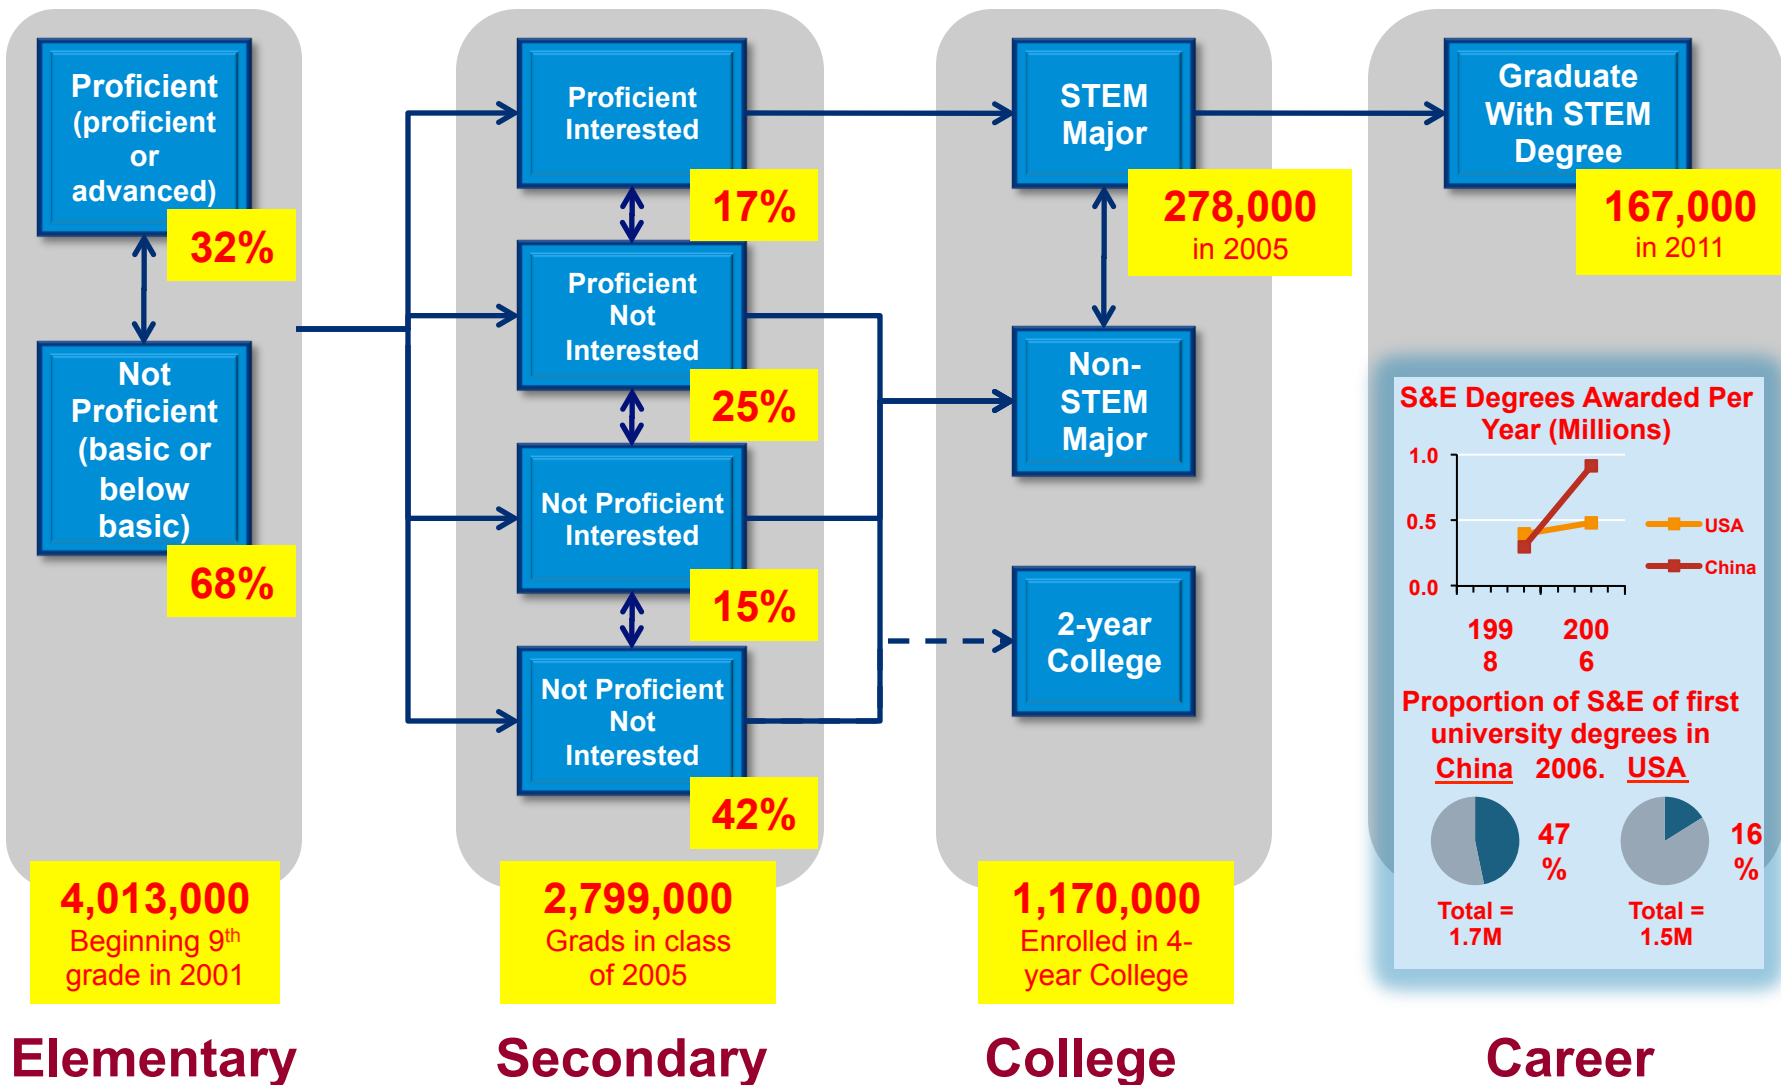 Proficient
(proficient
or
advanced)
32%
Not
Proficient
(basic or
below
basic)
68%
4,013,000
Beginning 9th
grade in 2001
Elementary
Proficient
Interested
17%
Proficient
Not
Interested
25%
Not Proficient
Interested
15%
Not Proficient
Not
Interested
42%
2,799,000
Grads in class
of 2005
Secondary
STEM
Major
278,000
in 2005
Non-
STEM
Major
2-year
College
1,170,000
Enrolled in 4-
year College
College
Graduate
With STEM
Degree
167,000
in 2011
S&E Degrees Awarded Per
Year (Millions)
1.0
0.5
0.0
USA
China
199
8
200
6
Proportion of S&E of first
university degrees in
China 2006. USA
47
%
16
%
Total =
1.7M
Total =
1.5M
Career